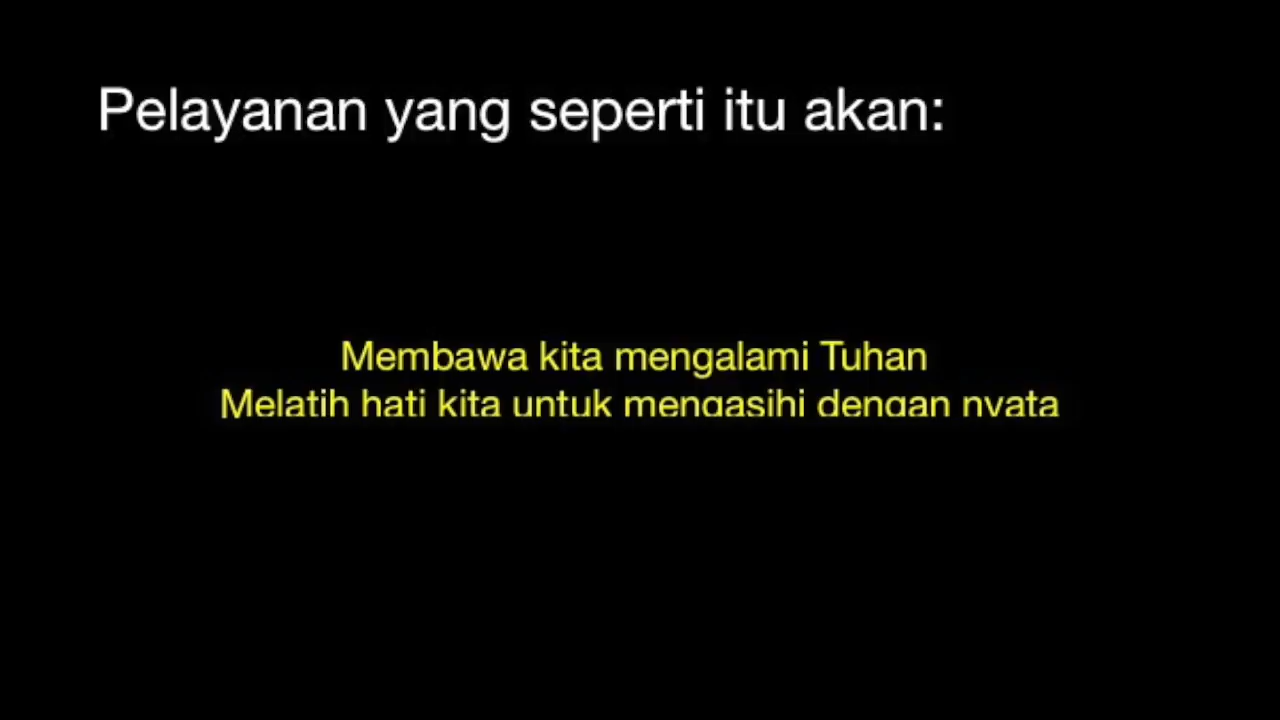 Pelayanan yang seperti itu akan:
Membawa kita mengalami Tuhan
Melatih hati kita untuk mengasihi dengan nyata